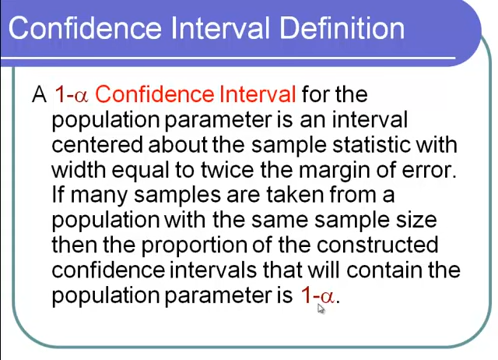 Confidence Interval Definition
A 1-α Confidence Interval for the
population parameter is an interval
centered about the sample statistic with
width equal to twice the margin of error.
If many samples are taken from a
population with the same sample size
then the proportion of the constructed
confidence intervals that will contain the
population parameter is 1-α.